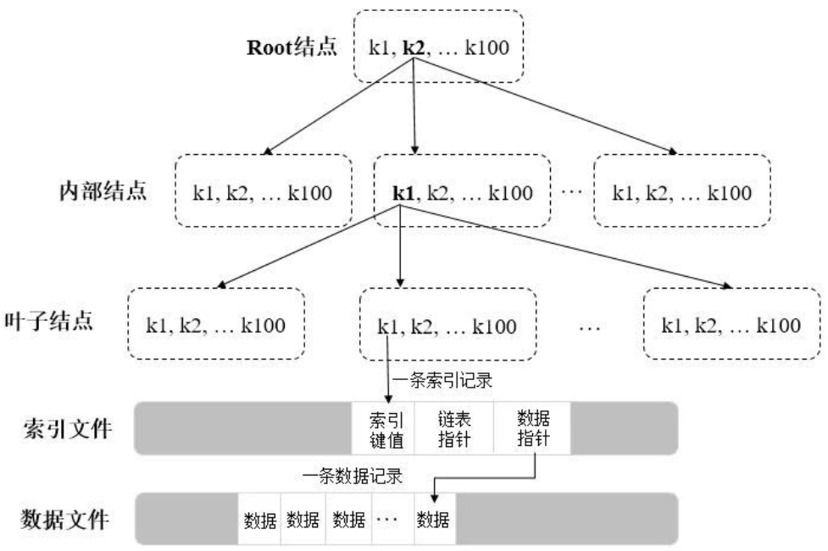 Root结点
k1, k2, … k100
内部结点
k1, k2, … k100
k1, k2, … k100
…
k1, k2, … k100
叶子结点
k1, k2, … k100
k1, k2, … k100
…
k1, k2, … k100
一条索引记录
索引文件
索引
键值
链表
指针
数据
指针
一条数据记录
数据文件
数据
数据
数据
…
数据